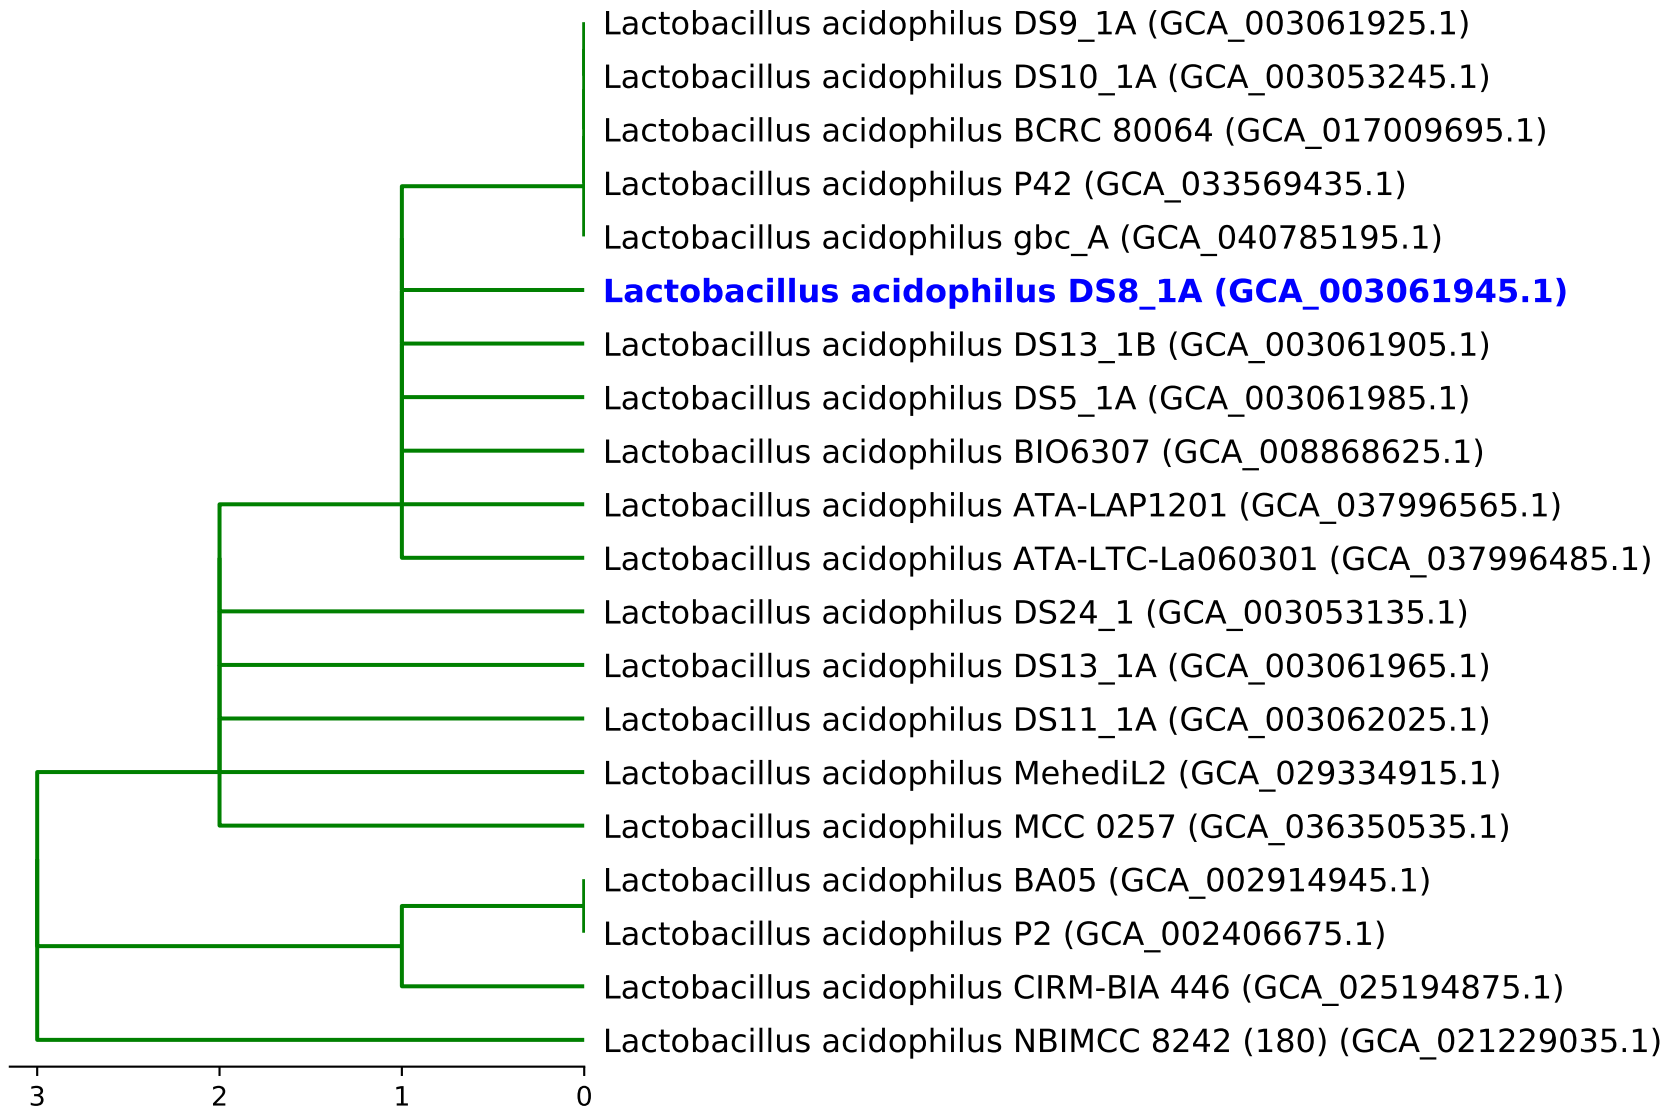 Lactobacillus acidophilus DS9_1A (GCA_003061925.1)
Lactobacillus acidophilus DS10_1A (GCA_003053245.1)
Lactobacillus acidophilus BCRC 80064 (GCA_017009695.1)
Lactobacillus acidophilus P42 (GCA_033569435.1)
Lactobacillus acidophilus gbc_A (GCA_040785195.1)
Lactobacillus acidophilus DS8_1A (GCA_003061945.1)
Lactobacillus acidophilus DS13_1B (GCA_003061905.1)
Lactobacillus acidophilus DS5_1A (GCA_003061985.1)
Lactobacillus acidophilus BIO6307 (GCA_008868625.1)
Lactobacillus acidophilus ATA-LAP1201 (GCA_037996565.1)
Lactobacillus acidophilus ATA-LTC-La060301 (GCA_037996485.1)
Lactobacillus acidophilus DS24_1 (GCA_003053135.1)
Lactobacillus acidophilus DS13_1A (GCA_003061965.1)
Lactobacillus acidophilus DS11_1A (GCA_003062025.1)
Lactobacillus acidophilus MehediL2 (GCA_029334915.1)
Lactobacillus acidophilus MCC 0257 (GCA_036350535.1)
Lactobacillus acidophilus BA05 (GCA_002914945.1)
Lactobacillus acidophilus P2 (GCA_002406675.1)
Lactobacillus acidophilus CIRM-BIA 446 (GCA_025194875.1)
Lactobacillus acidophilus NBIMCC 8242 (180) (GCA_021229035.1)
3 2 1 0